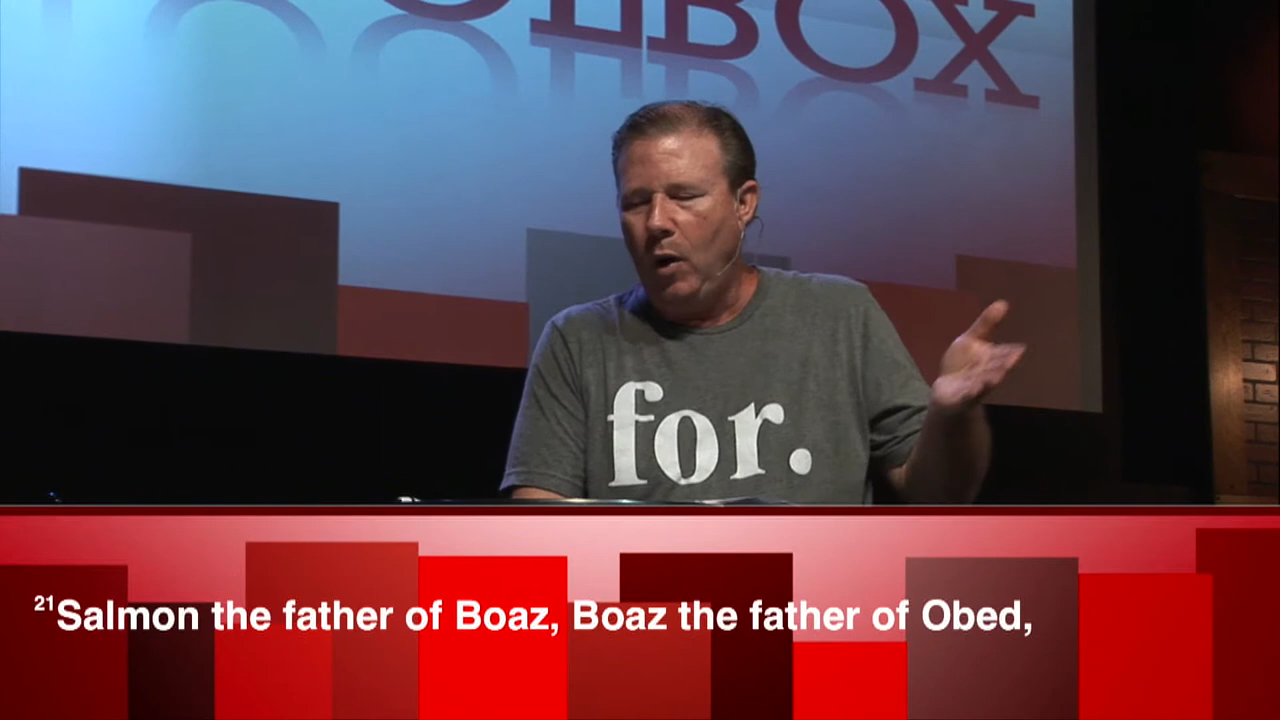 for.
21Salmon the father of Boaz, Boaz the father of Obed,